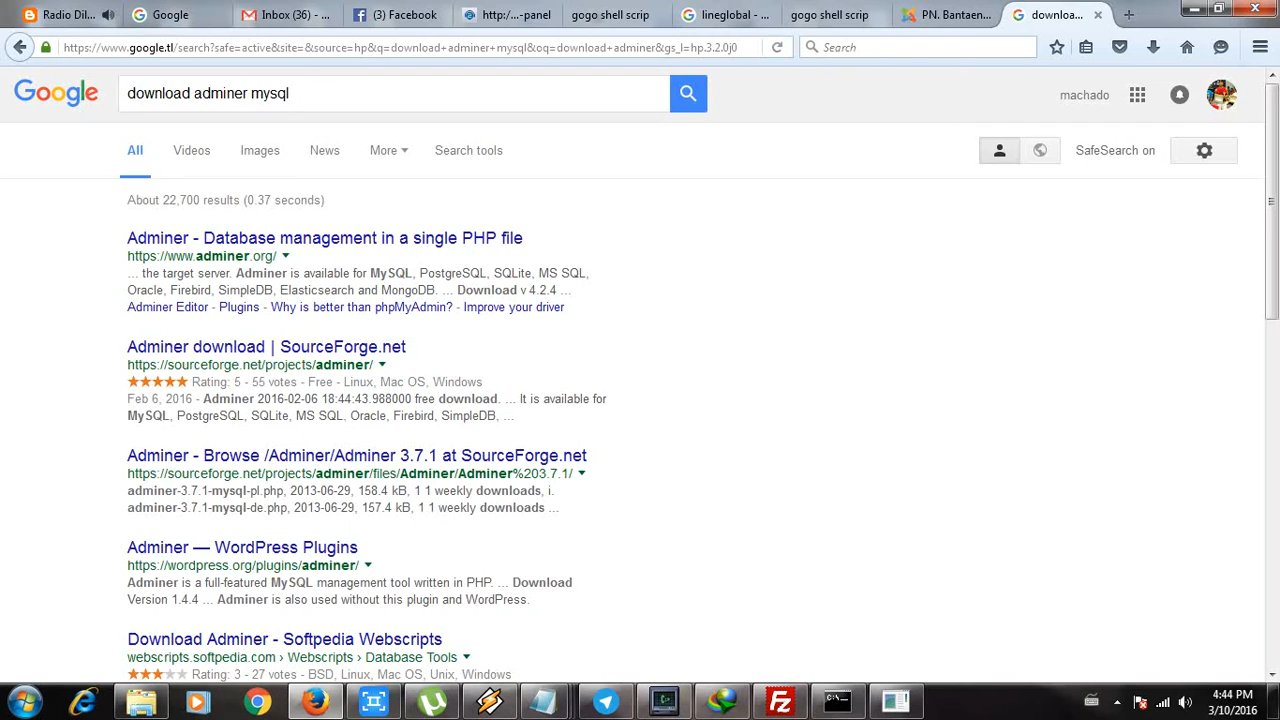 Radio Dil...
Google
Inbox (36) –...
(3) Facebook
http:/...-panel
gogo shell scrip
lineglobal - ...
gogo shell scrip
PN. Bantaen...
downloa...
https://www.google.tl/search?safe=active&site=&source=hp&q=download+adminer+mysql&oq=download+adminer&gs_l=hp.3.2.0j0
Search
Google
download adminer mysql
machado
All
Videos
Images
News
More
Search tools
SafeSearch on
About 22,700 results (0.37 seconds)
Adminer - Database management in a single PHP file
https://www.adminer.org/
... the target server. Adminer is available for MySQL, PostgreSQL, SQLite, MS SQL,
Oracle, Firebird, SimpleDB, Elasticsearch and MongoDB. ... Download v 4.2.4 ...
Adminer Editor - Plugins - Why is better than phpMyAdmin? - Improve your driver
Adminer download | SourceForge.net
https://sourceforge.net/projects/adminer/
Rating: 5 - 55 votes - Free - Linux, Mac OS, Windows
Feb 6, 2016 - Adminer 2016-02-06 18:44:43.988000 free download. ... It is available for
MySQL, PostgreSQL, SQLite, MS SQL, Oracle, Firebird, SimpleDB, ...
Adminer - Browse /Adminer/Adminer 3.7.1 at SourceForge.net
https://sourceforge.net/projects/adminer/files/Adminer/Adminer%203.7.1/
adminer-3.7.1-mysql-pl.php, 2013-06-29, 158.4 kB, 1 1 weekly downloads, i.
adminer-3.7.1-mysql-de.php, 2013-06-29, 157.4 kB, 1 1 weekly downloads ...
Adminer — WordPress Plugins
https://wordpress.org/plugins/adminer/
Adminer is a full-featured MySQL management tool written in PHP. ... Download
Version 1.4.4 ... Adminer is also used without this plugin and WordPress.
Download Adminer - Softpedia Webscripts
webscripts.softpedia.com › Webscripts › Database Tools
Rating: 3 - 27 votes - BSD, Linux, Mac OS, Unix, Windows
4:44 PM
3/10/2016